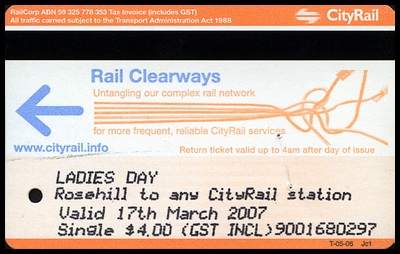 RailCorp ABN 59 325 778 353 Tax Invoice (includes GST)
All traffic carried subject to the Transport Administration Act 1988
CityRail
Rail Clearways
Untangling our complex rail network
for more frequent, reliable CityRail services
www.cityrail.info
Return ticket valid up to 4am after day of issue
LADIES DAY
Rosehill to any CityRail station
Valid 17th March 2007
Single $4.00 (GST INCL)9001680297
T-05-06 Jc1